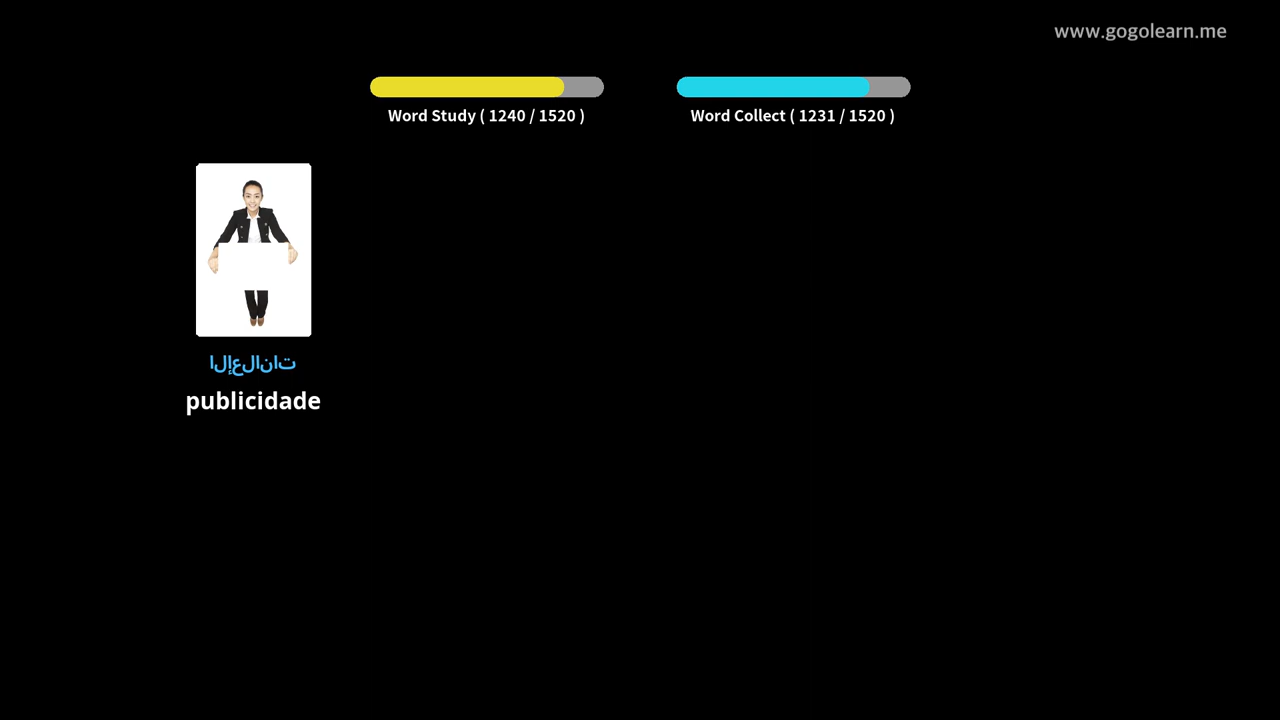 www.gogolearn.me
Word Study ( 1240 / 1520 )
Word Collect ( 1231 / 1520 )
الإعلانات
publicidade